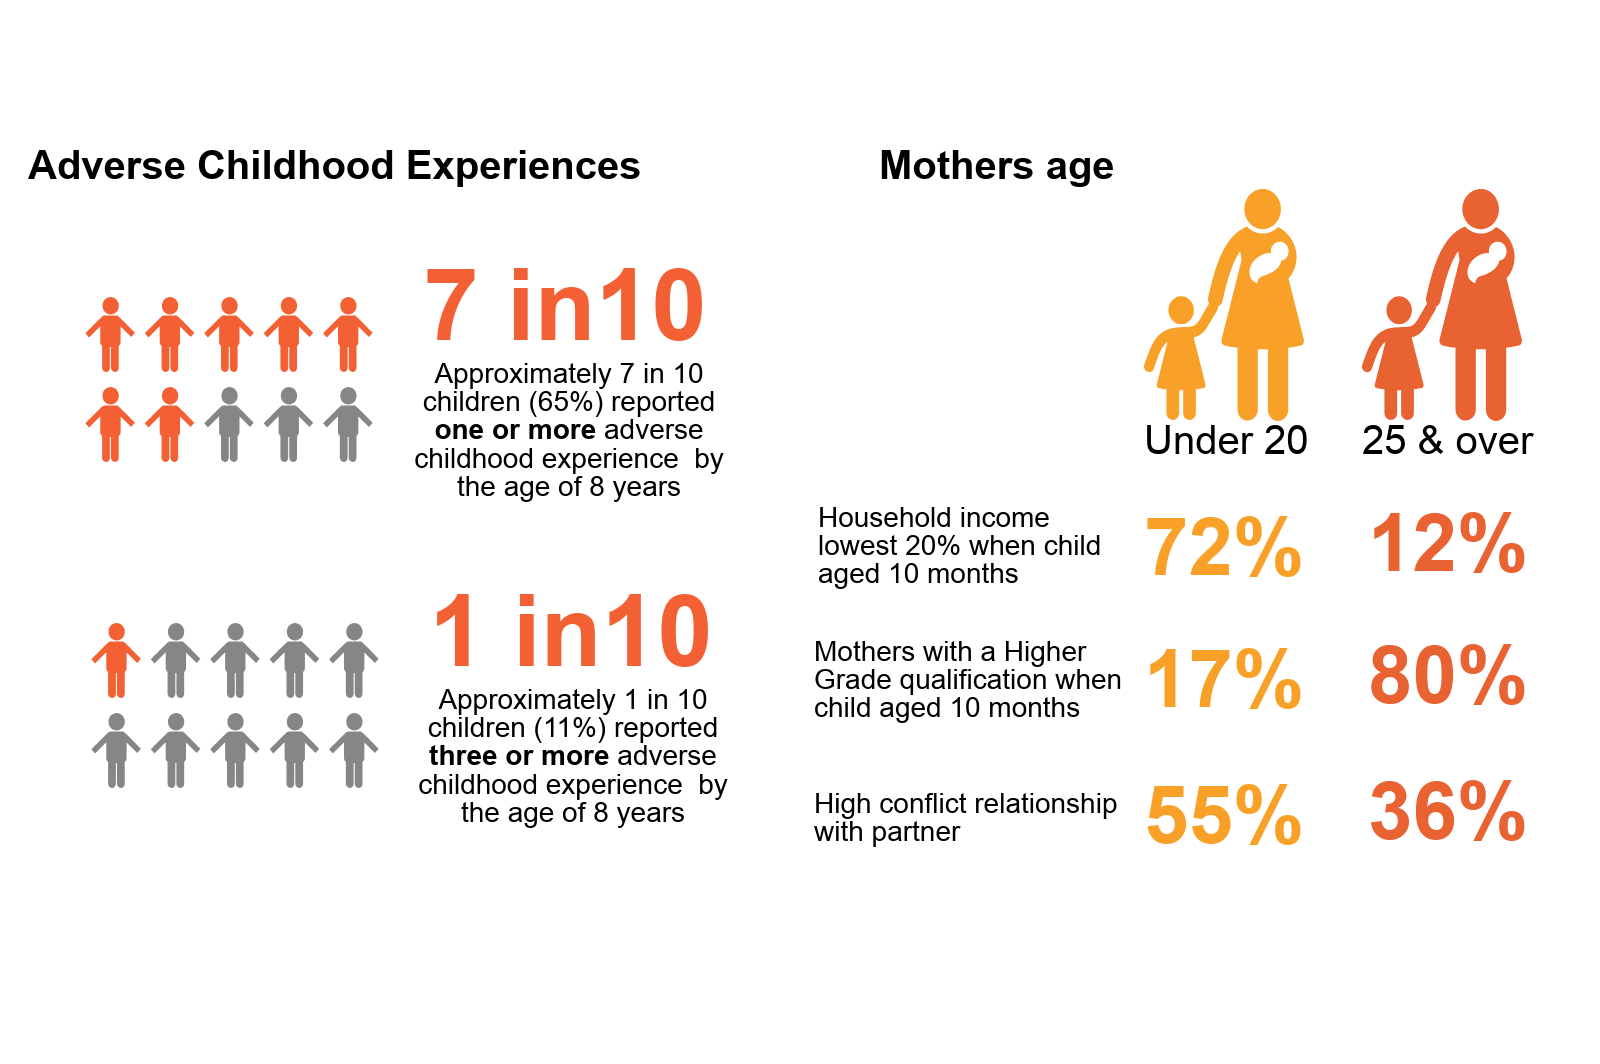 Adverse Childhood Experiences
7 in10
Approximately 7 in 10
children (65%) reported
one or more adverse
childhood experience  by
the age of 8 years
1 in10
Approximately 1 in 10
children (11%) reported
three or more adverse
childhood experience  by
the age of 8 years
Mothers age
Under 20
25 & over
Household income
lowest 20% when child
aged 10 months
72%
12%
Mothers with a Higher
Grade qualification when
child aged 10 months
17%
80%
High conflict relationship
with partner
55%
36%